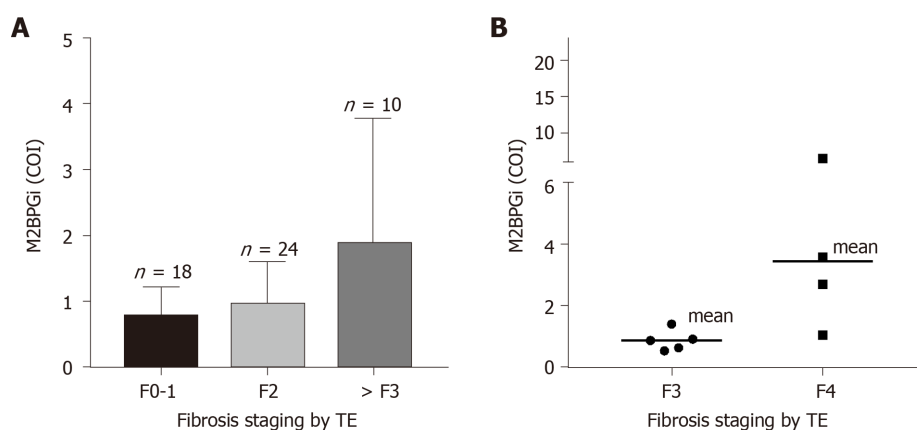 A
M2BPGi (COI)
5
4
3
2
1
0
n = 18
n = 24
n = 10
F0-1
F2
> F3
Fibrosis staging by TE
B
M2BPGi (COI)
20
15
10
6
4
2
0
mean
mean
F3
F4
Fibrosis staging by TE